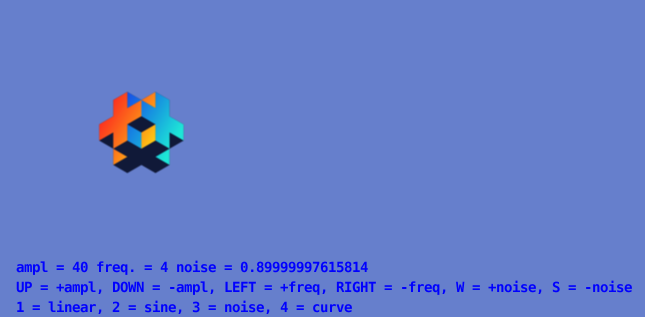 ampl = 40 freq. = 4 noise = 0.89999997615814
UP = +ampl, DOWN = -ampl, LEFT = +freq, RIGHT = -freq, W = +noise, S = -noise
1 = linear, 2 = sine, 3 = noise, 4 = curve